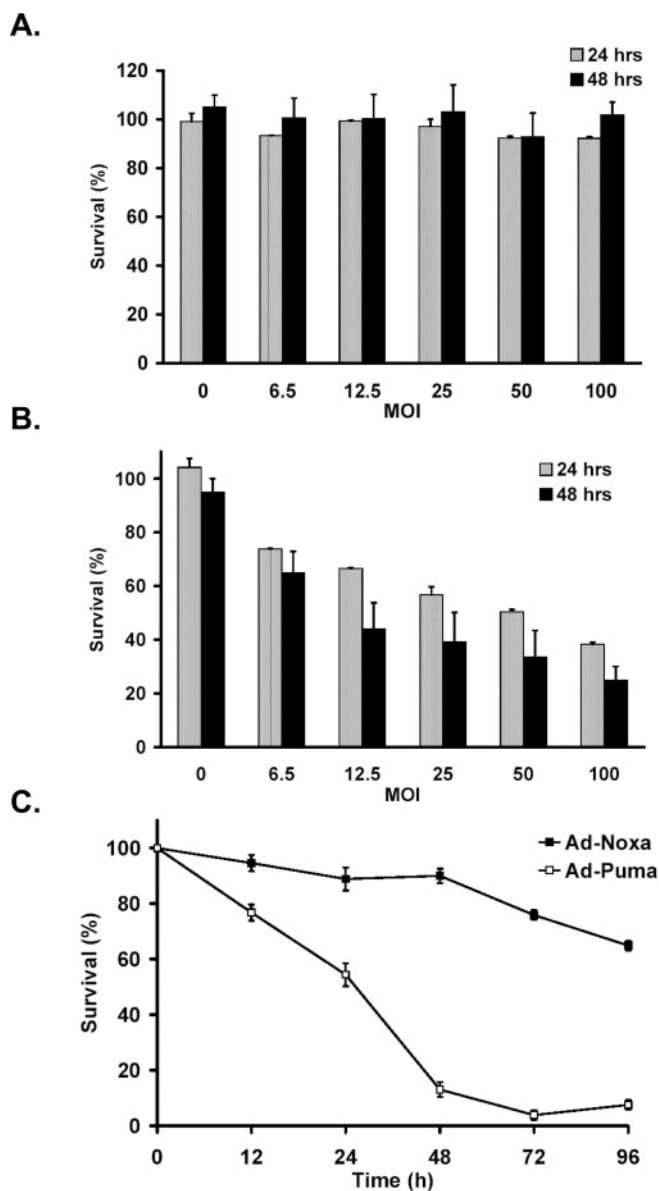 A.
24 hrs
48 hrs
120
100
80
60
40
20
0
Survival (%)
0 6.5 12.5 25 50 100
MOI
B.
24 hrs
48 hrs
100
80
60
40
20
0
Survival (%)
0 6.5 12.5 25 50 100
MOI
C.
Ad-Noxa
Ad-Puma
100
80
60
40
20
0
Survival (%)
0 12 24 48 72 96
Time (h)